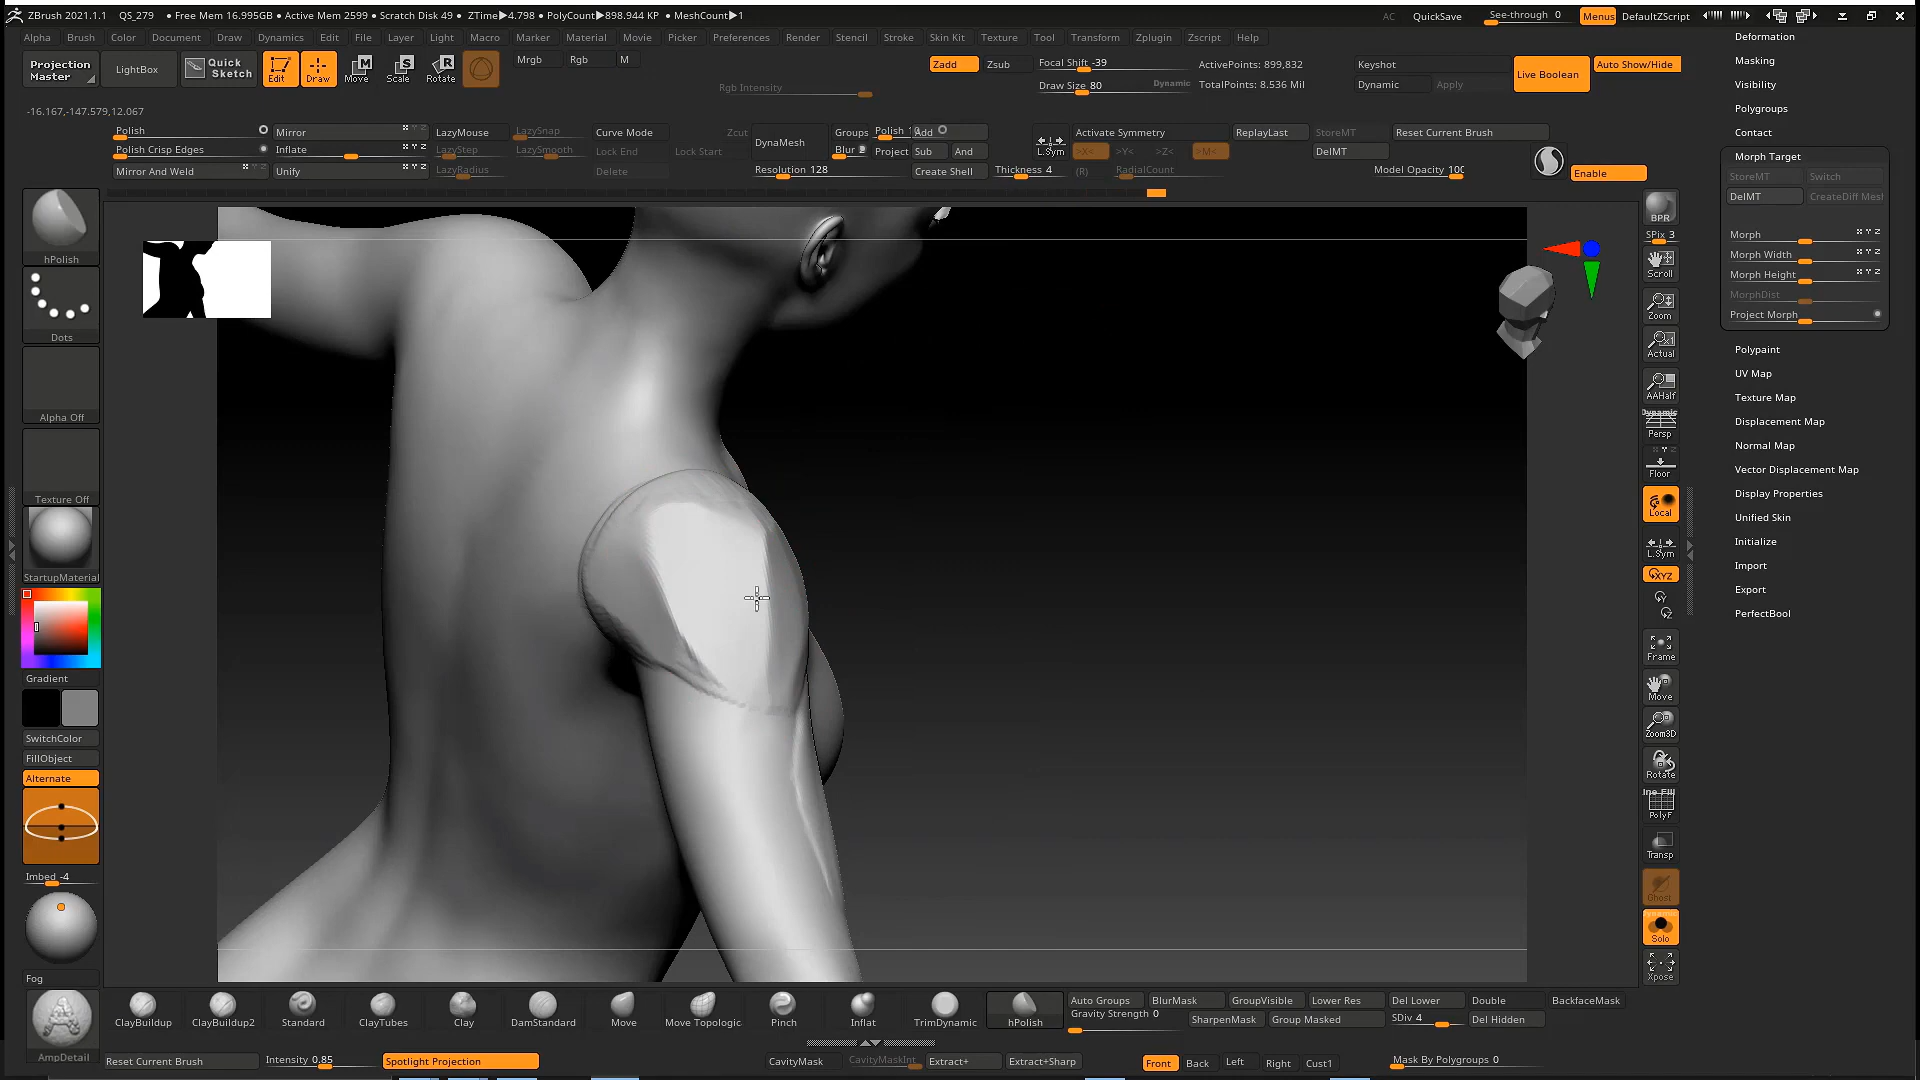 ZBrush 2021.1.1 QS_279 • Free Mem 16.995GB • Active Mem 2599 • Scratch Disk 49 • ZTime▶4.798 • PolyCount▶898.944 KP • MeshCount▶1 AC QuickSave See-through 0 Menus DefaultZScript
Alpha Brush Color Document Draw Dynamics Edit File Layer Light Macro Marker Material Movie Picker Preferences Render Stencil Stroke Skin Kit Texture Tool Transform Zplugin Zscript Help
Projection Master
LightBox
Quick Sketch
Edit
Draw
Move
Scale
Rotate
Mrgb Rgb M
Rgb Intensity
Zadd Zsub
Focal Shift -39
Draw Size 80 Dynamic
ActivePoints: 899,832
TotalPoints: 8.536 Mil
Keyshot
Dynamic Apply
Live Boolean
Auto Show/Hide
-16.167,-147.579,12.067
Polish
Polish Crisp Edges
Mirror And Weld
Mirror
Inflate
Unify
LazyMouse
LazyStep
LazyRadius
LazySnap
LazySmooth
Curve Mode
Lock End
Delete
Zcut
Lock Start
DynaMesh
Resolution 128
Groups Polish
Blur Project
Add
Sub And
Create Shell
L.Sym
Thickness 4
Activate Symmetry
>X< >Y< >Z< >M<
(R) RadialCount
ReplayLast StoreMT
DelMT
Reset Current Brush
Model Opacity 100
Enable
hPolish
Dots
Alpha Off
Texture Off
StartupMaterial
Gradient
SwitchColor
FillObject
Alternate
Imbed -4
Fog
AmpDetail
BPR
SPix 3
Scroll
Zoom
Actual
AAHalf
Dynamic
Persp
Floor
Local
L.Sym
XYZ
Y
Z
Frame
Move
Zoom3D
Rotate
Line Fill
PolyF
Transp
Ghost
Dynamic
Solo
Xpose
Deformation
Masking
Visibility
Polygroups
Contact
Morph Target
StoreMT Switch
DelMT CreateDiff Mesh
Morph
Morph Width
Morph Height
MorphDist
Project Morph
Polypaint
UV Map
Texture Map
Displacement Map
Normal Map
Vector Displacement Map
Display Properties
Unified Skin
Initialize
Import
Export
PerfectBool
ClayBuildup ClayBuildup2 Standard ClayTubes Clay DamStandard Move Move Topologic Pinch Inflat TrimDynamic hPolish
Auto Groups BlurMask GroupVisible Lower Res Del Lower Double BackfaceMask
Gravity Strength 0 SharpenMask Group Masked SDiv 4 Del Hidden
Reset Current Brush Intensity 0.85 Spotlight Projection CavityMask CavityMaskInt Extract+ Extract+Sharp Front Back Left Right Cust1 Mask By Polygroups 0